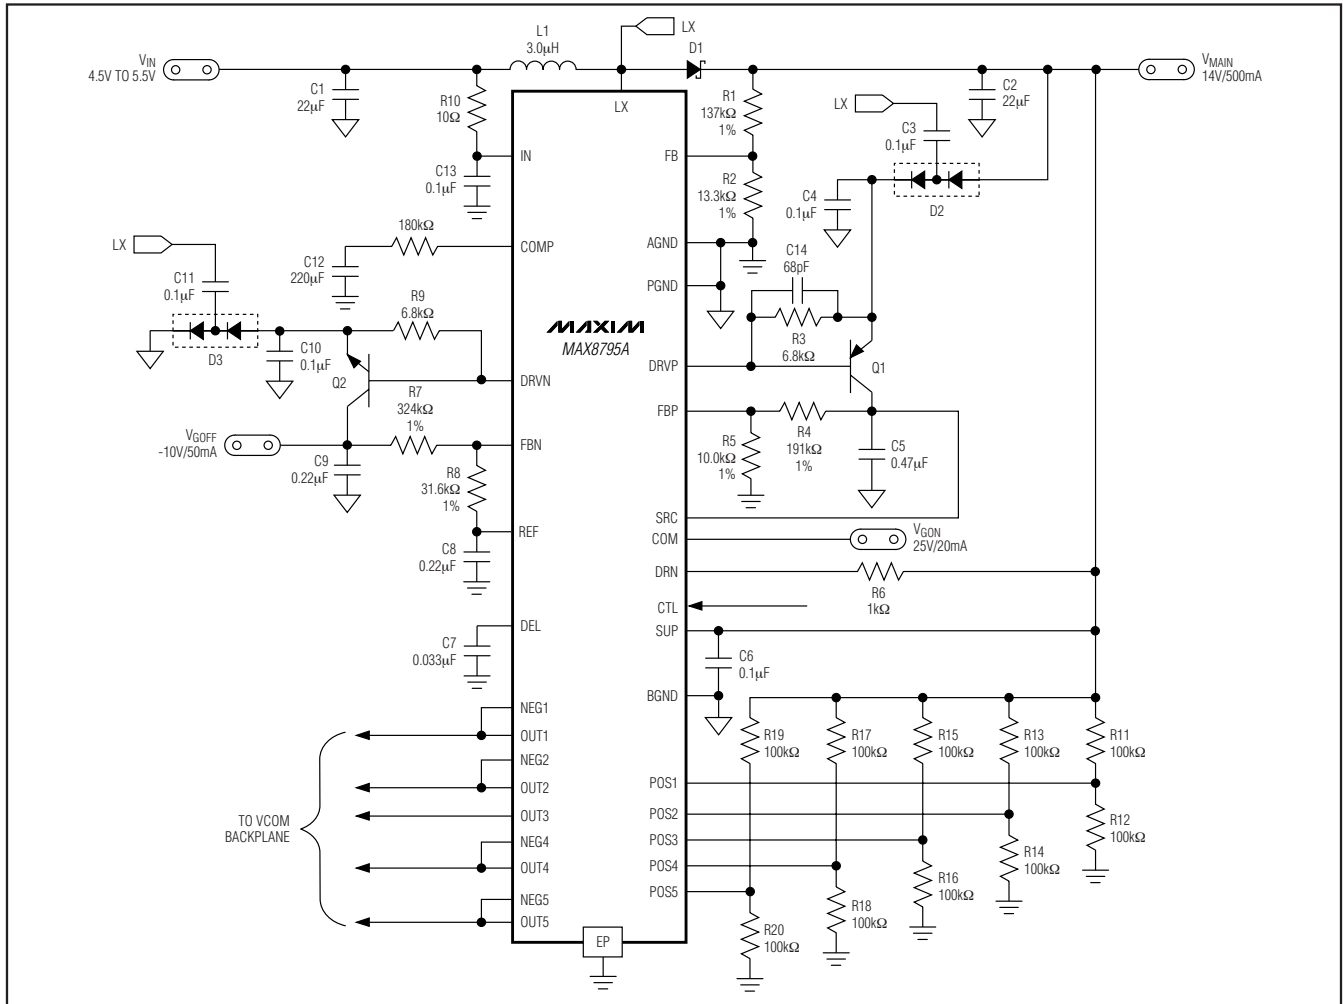 L1
3.0μH
LX
D1
VIN
4.5V TO 5.5V
VMAIN
14V/500mA
C1
22μF
R10
10Ω
LX
R1
137kΩ
1%
LX
C2
22μF
C3
0.1μF
IN
FB
C13
0.1μF
R2
13.3kΩ
1%
C4
0.1μF
D2
180kΩ
COMP
AGND
LX
C12
220μF
C14
68pF
C11
0.1μF
R9
6.8kΩ
PGND
MAXIM
MAX8795A
R3
6.8kΩ
D3
C10
0.1μF
Q2
DRVN
DRVP
Q1
R7
324kΩ
1%
FBP
VGOFF
-10V/50mA
FBN
R5
10.0kΩ
1%
R4
191kΩ
1%
C5
0.47μF
C9
0.22μF
R8
31.6kΩ
1%
SRC
REF
COM
VGON
25V/20mA
C8
0.22μF
DRN
R6
1kΩ
CTL
DEL
SUP
C7
0.033μF
C6
0.1μF
BGND
NEG1
OUT1
R19
100kΩ
R17
100kΩ
R15
100kΩ
R13
100kΩ
R11
100kΩ
NEG2
OUT2
POS1
TO VCOM
BACKPLANE
OUT3
POS2
R12
100kΩ
NEG4
OUT4
POS3
R14
100kΩ
POS4
R16
100kΩ
NEG5
OUT5
POS5
R18
100kΩ
R20
100kΩ
EP